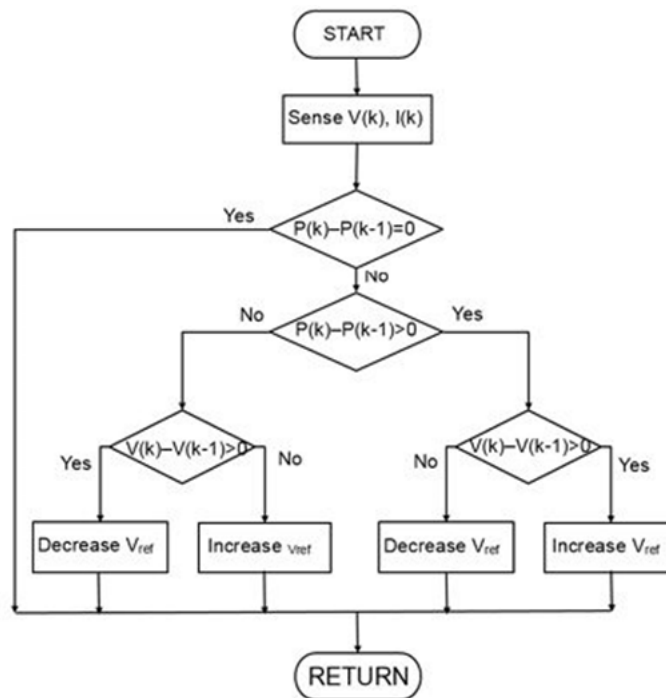 START
Sense V(k), I(k)
Yes
P(k)–P(k-1)=0
No
No
P(k)–P(k-1)>0
Yes
V(k)–V(k-1)>0
V(k)–V(k-1)>0
Yes
No
No
Yes
Decrease Vref
Increase Vref
Decrease Vref
Increase Vref
RETURN